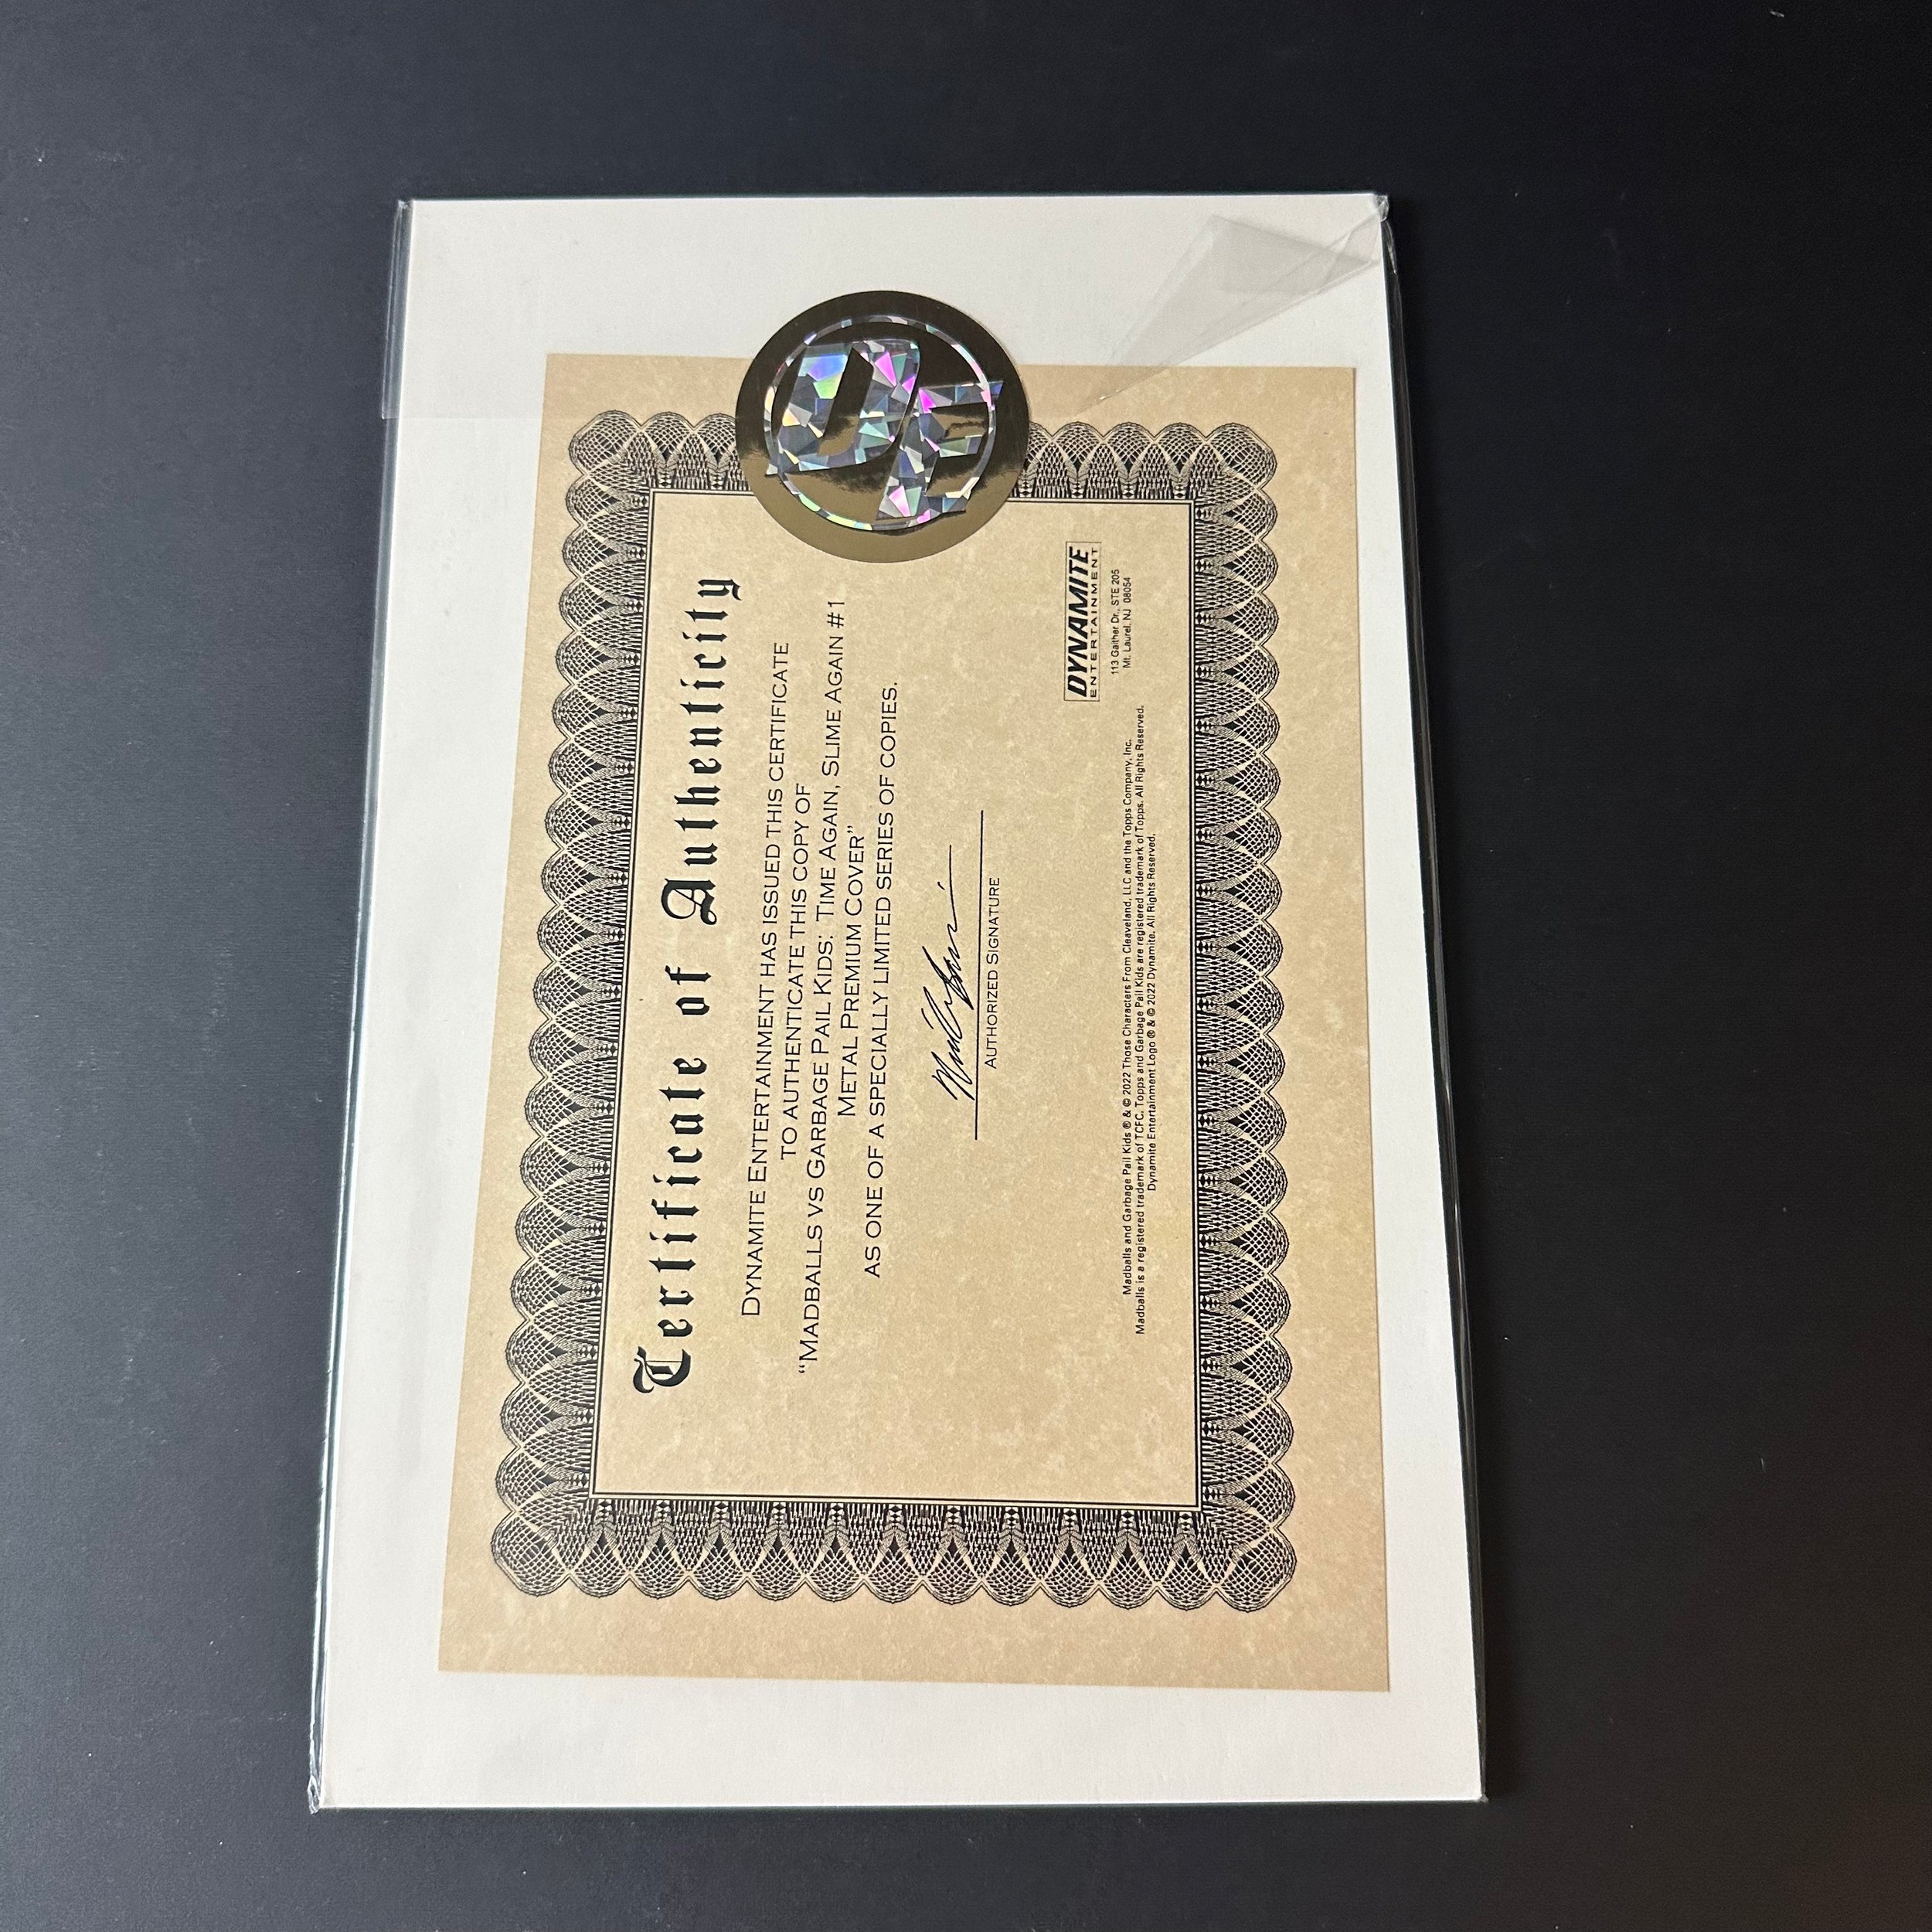 DE
Certificate of Authenticity
DYNAMITE ENTERTAINMENT HAS ISSUED THIS CERTIFICATE
TO AUTHENTICATE THIS COPY OF
“MADBALLS VS GARBAGE PAIL KIDS: TIME AGAIN, SLIME AGAIN #1
METAL PREMIUM COVER”
AS ONE OF A SPECIALLY LIMITED SERIES OF COPIES.
AUTHORIZED SIGNATURE
DYNAMITE
ENTERTAINMENT
113 Gaither Dr., STE 205
Mt. Laurel, NJ 08054
Madballs and Garbage Pail Kids ® & © 2022 Those Characters From Cleaveland, LLC and the Topps Company, Inc.
Madballs is a registered trademark of TCFC. Topps and Garbage Pail Kids are registered trademark of Topps. All Rights Reserved.
Dynamite Entertainment Logo ® & © 2022 Dynamite. All Rights Reserved.